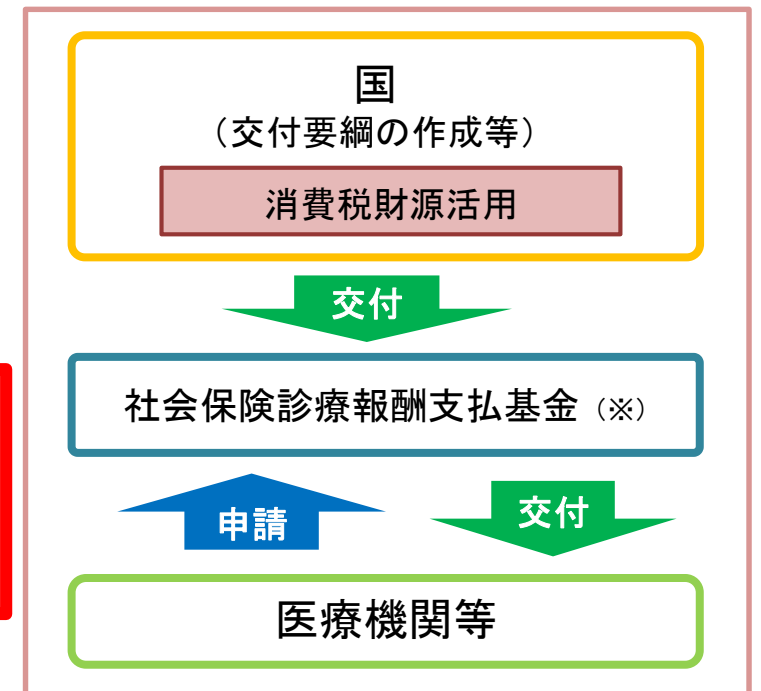 国
（交付要綱の作成等）
消費税財源活用
交付
社会保険診療報酬支払基金（※）
申請
交付
医療機関等